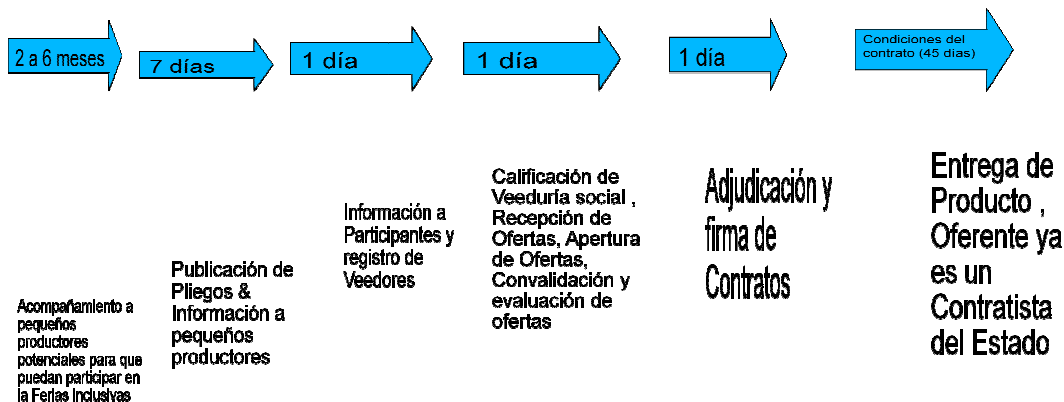 2 a 6 meses
7 días
1 día
1 día
1 día
Condiciones del
contrato (45 dias)
Acompañamiento a
pequeños
productores
potenciales para que
puedan participar en
la Ferias Inclusivas
Publicación de
Pliegos &
Información a
pequeños
productores
Información a
Participantes y
registro de
Veedores
Calificación de
Veeduría social ,
Recepción de
Ofertas, Apertura
de Ofertas,
Convalidación y
evaluación de
ofertas
Adjudicación y
firma de
Contratos
Entrega de
Producto ,
Oferente ya
es un
Contratista
del Estado